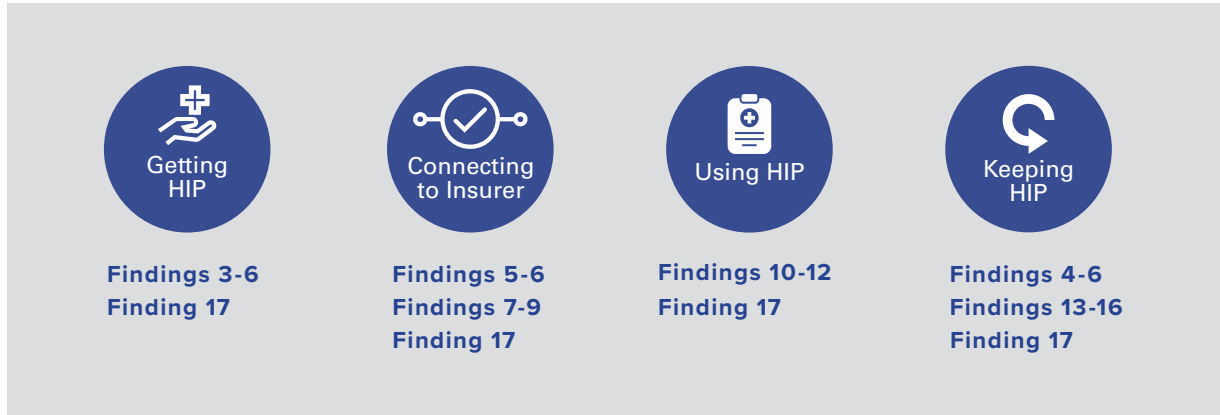 Getting
HIP
Findings 3-6
Finding 17
Connecting
to Insurer
Findings 5-6
Findings 7-9
Finding 17
Using HIP
Findings 10-12
Finding 17
Keeping
HIP
Findings 4-6
Findings 13-16
Finding 17